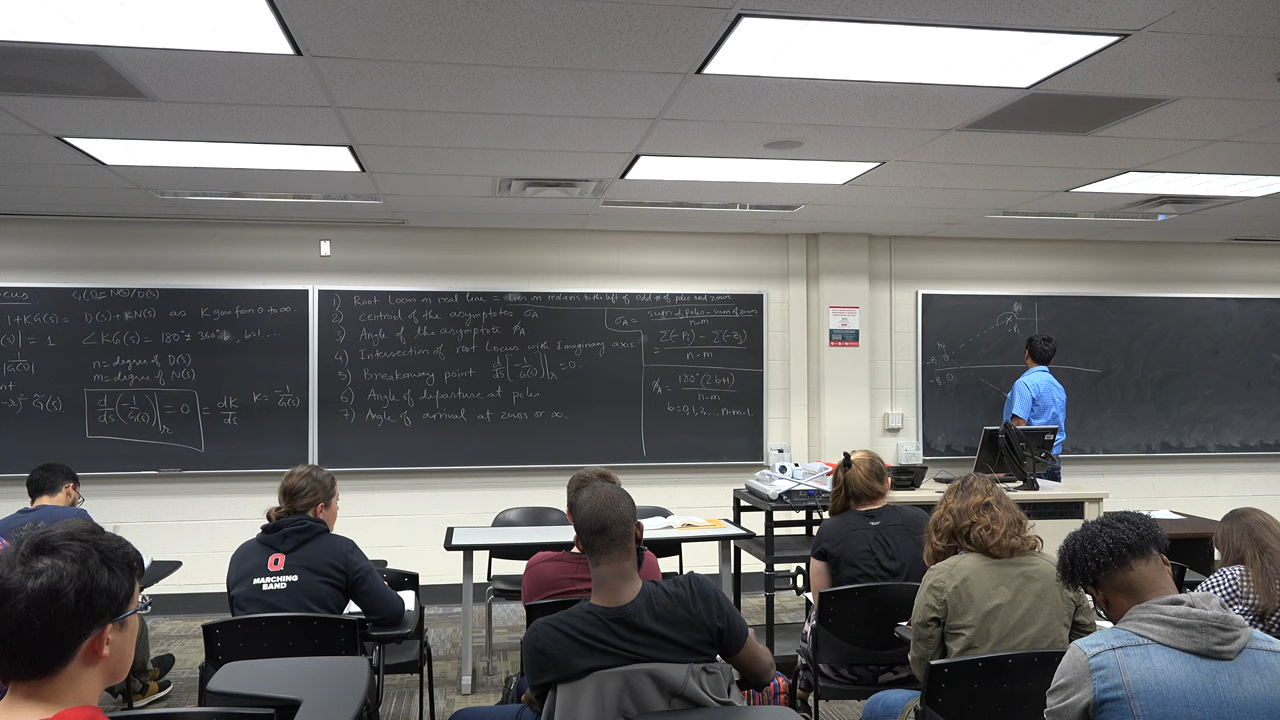 G(s) = N(s)/D(s)
1+KG(s) = D(s) + KN(s) as K goes from 0 to ∞
| = 1 ∠KG(s) 180° ± 360°
|1/G(s)|
n = degree of D(s)
m = degree of N(s)
G̃(s)
d/ds(-1/G(s))|r = 0 = dK/ds K = -1/G(s)
1) Root Locus on real line = lies on real axis to the left of odd # of poles and zeros.
2) Centroid of the asymptotes σA
3) Angle of the asymptote ϕA
4) Intersection of root locus with Imaginary axis
5) Breakaway point d/ds[-1/G(s)]r = 0.
6) Angle of departure at poles
7) Angle of arrival at zeros or ∞.
σA = sum of poles - sum of zeros / n-m
= Σ(-Pi) - Σ(-zi) / n-m
ϕA = 180°(2b+1) / n-m
b=0,1,2,... n-m-1.
O
MARCHING
BAND